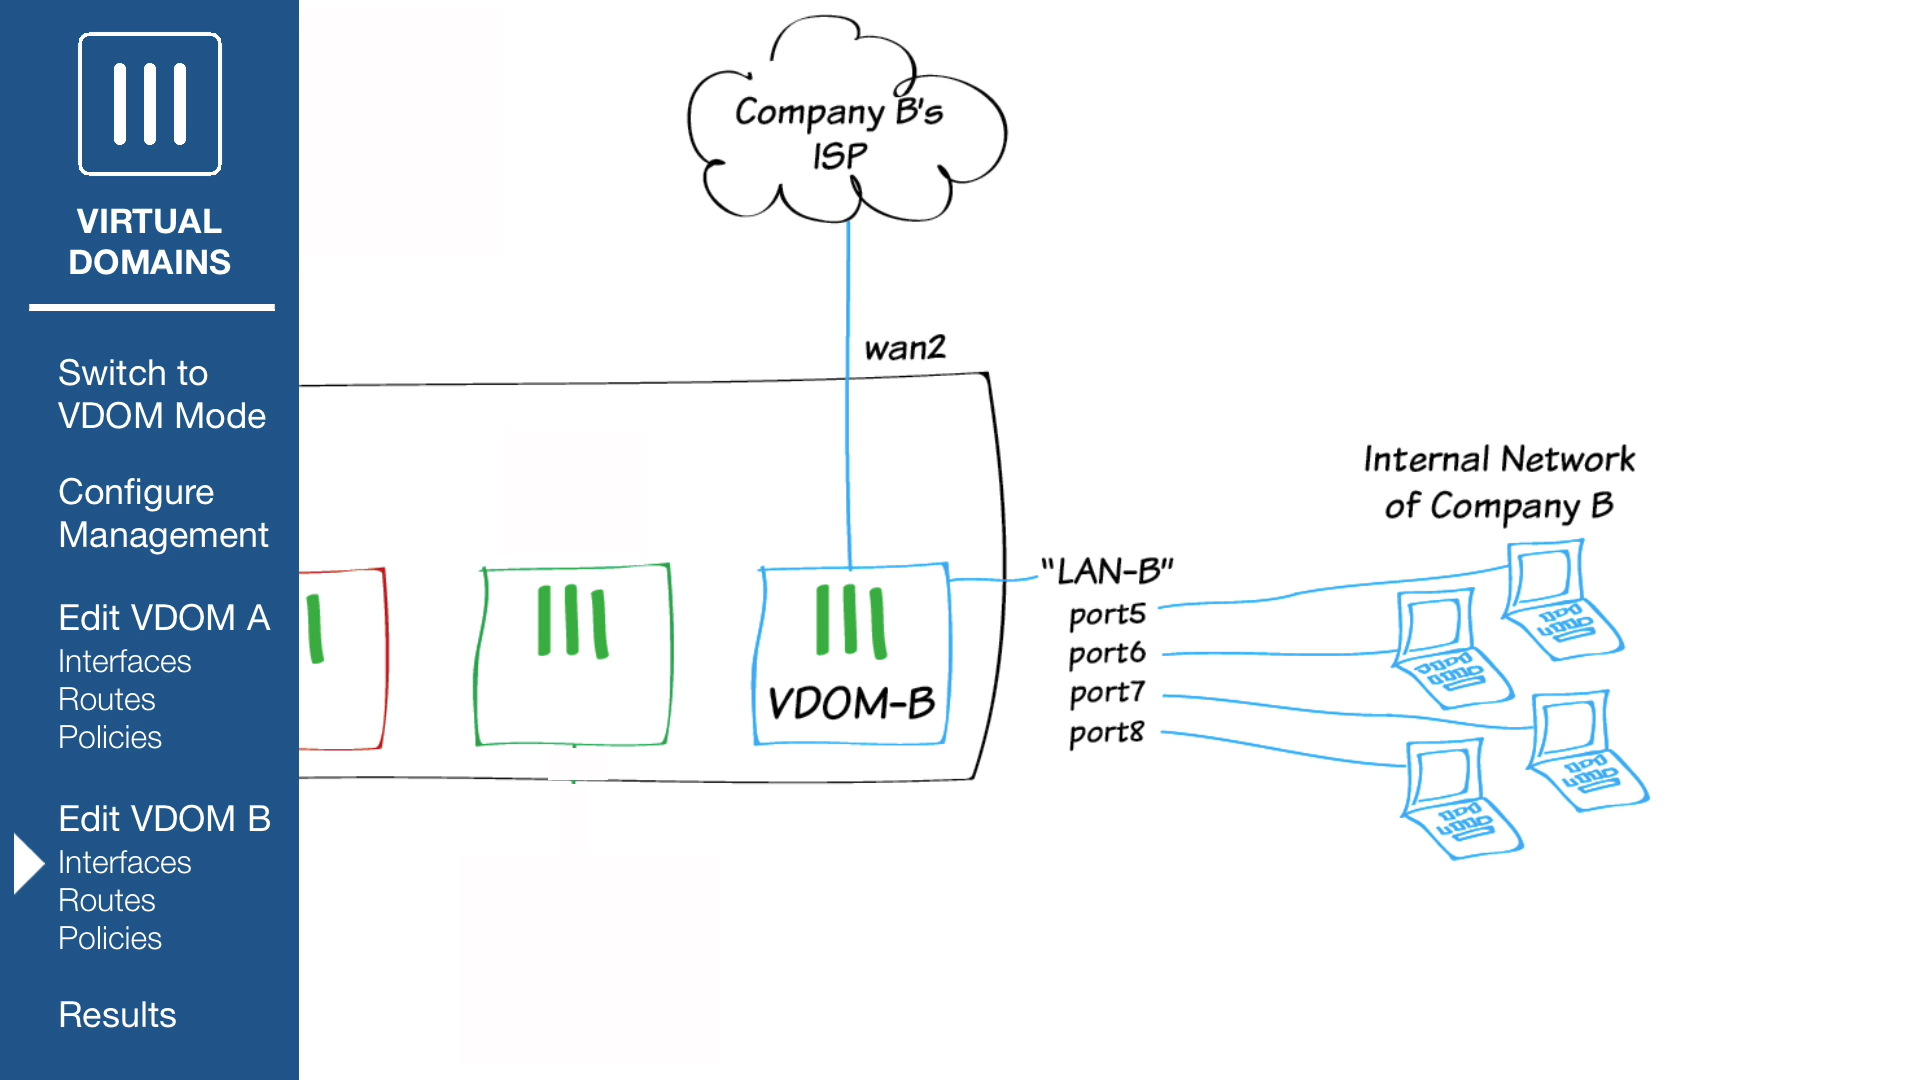 VIRTUAL
DOMAINS
Switch to
VDOM Mode
Configure
Management
Edit VDOM A
Interfaces
Routes
Policies
Edit VDOM B
Interfaces
Routes
Policies
Results
Company B's
ISP
wan2
VDOM-B
"LAN-B"
port5
port6
port7
port8
Internal Network
of Company B